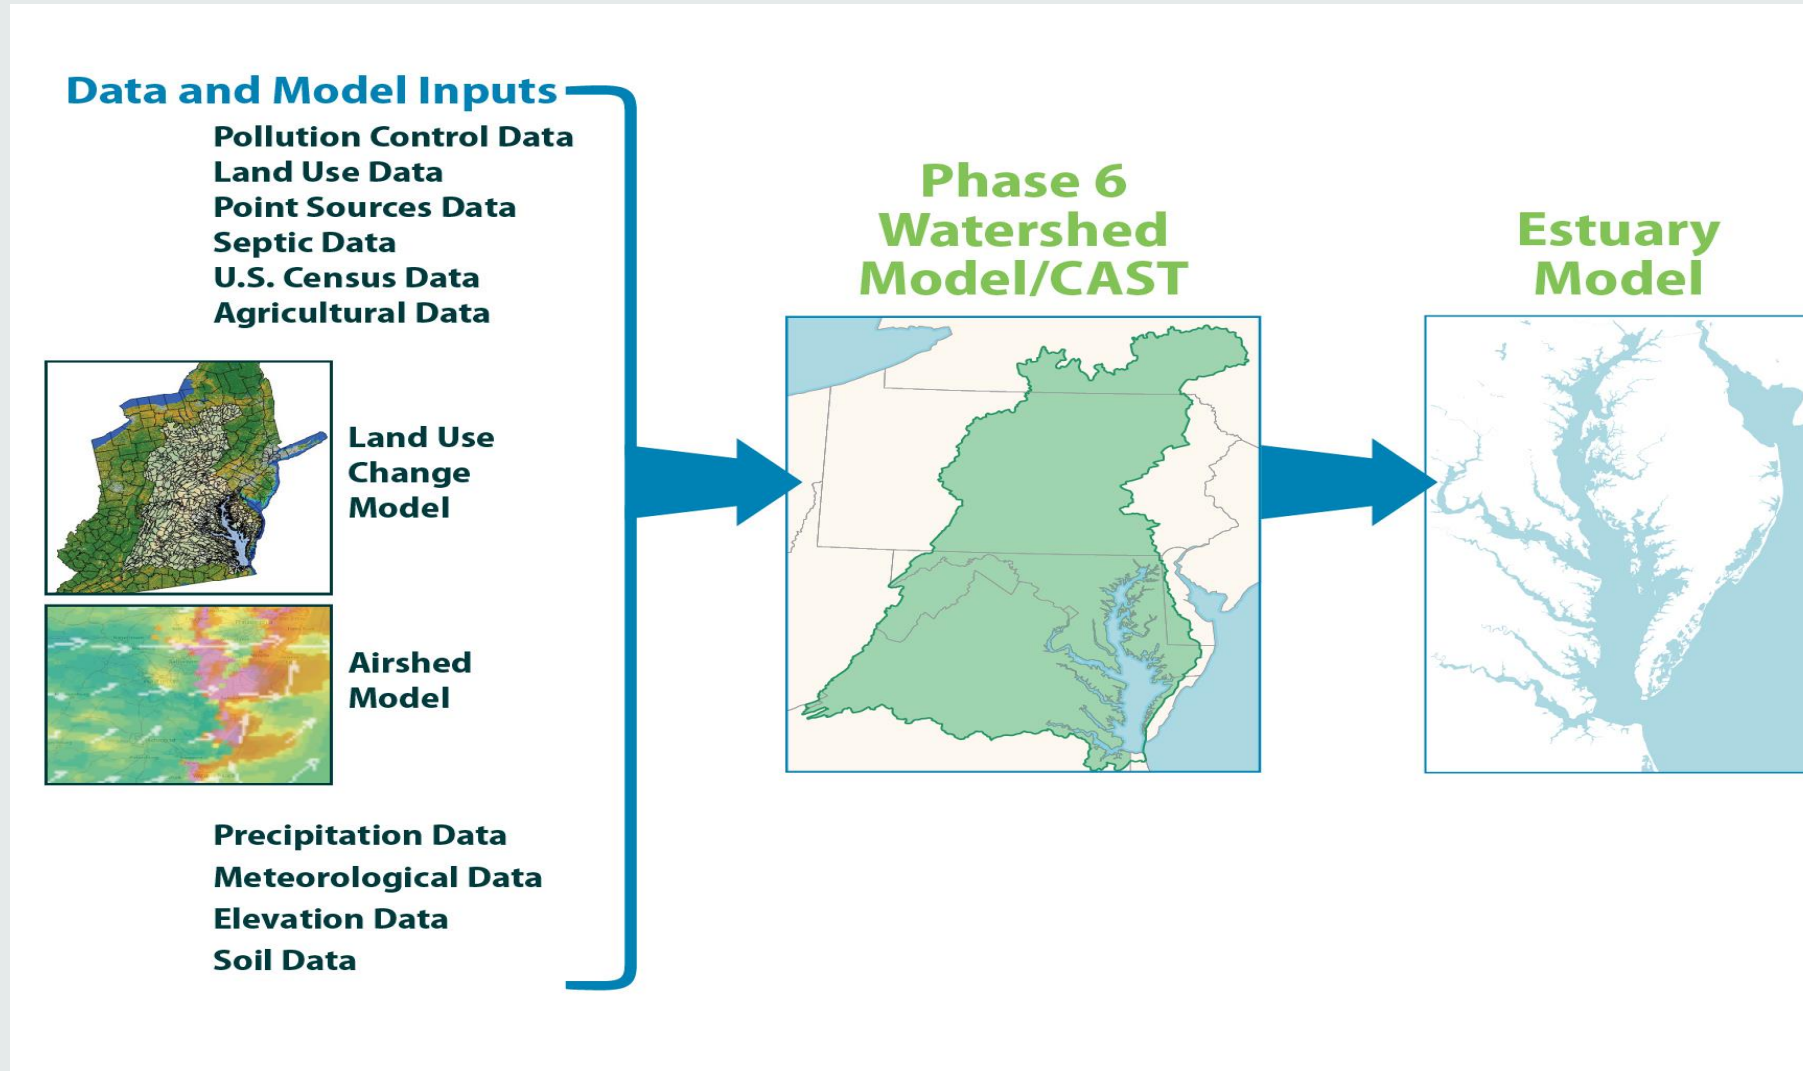 Data and Model Inputs
Pollution Control Data
Land Use Data
Point Sources Data
Septic Data
U.S. Census Data
Agricultural Data
Land Use
Change
Model
Airshed
Model
Precipitation Data
Meteorological Data
Elevation Data
Soil Data
Phase 6
Watershed
Model/CAST
Estuary
Model